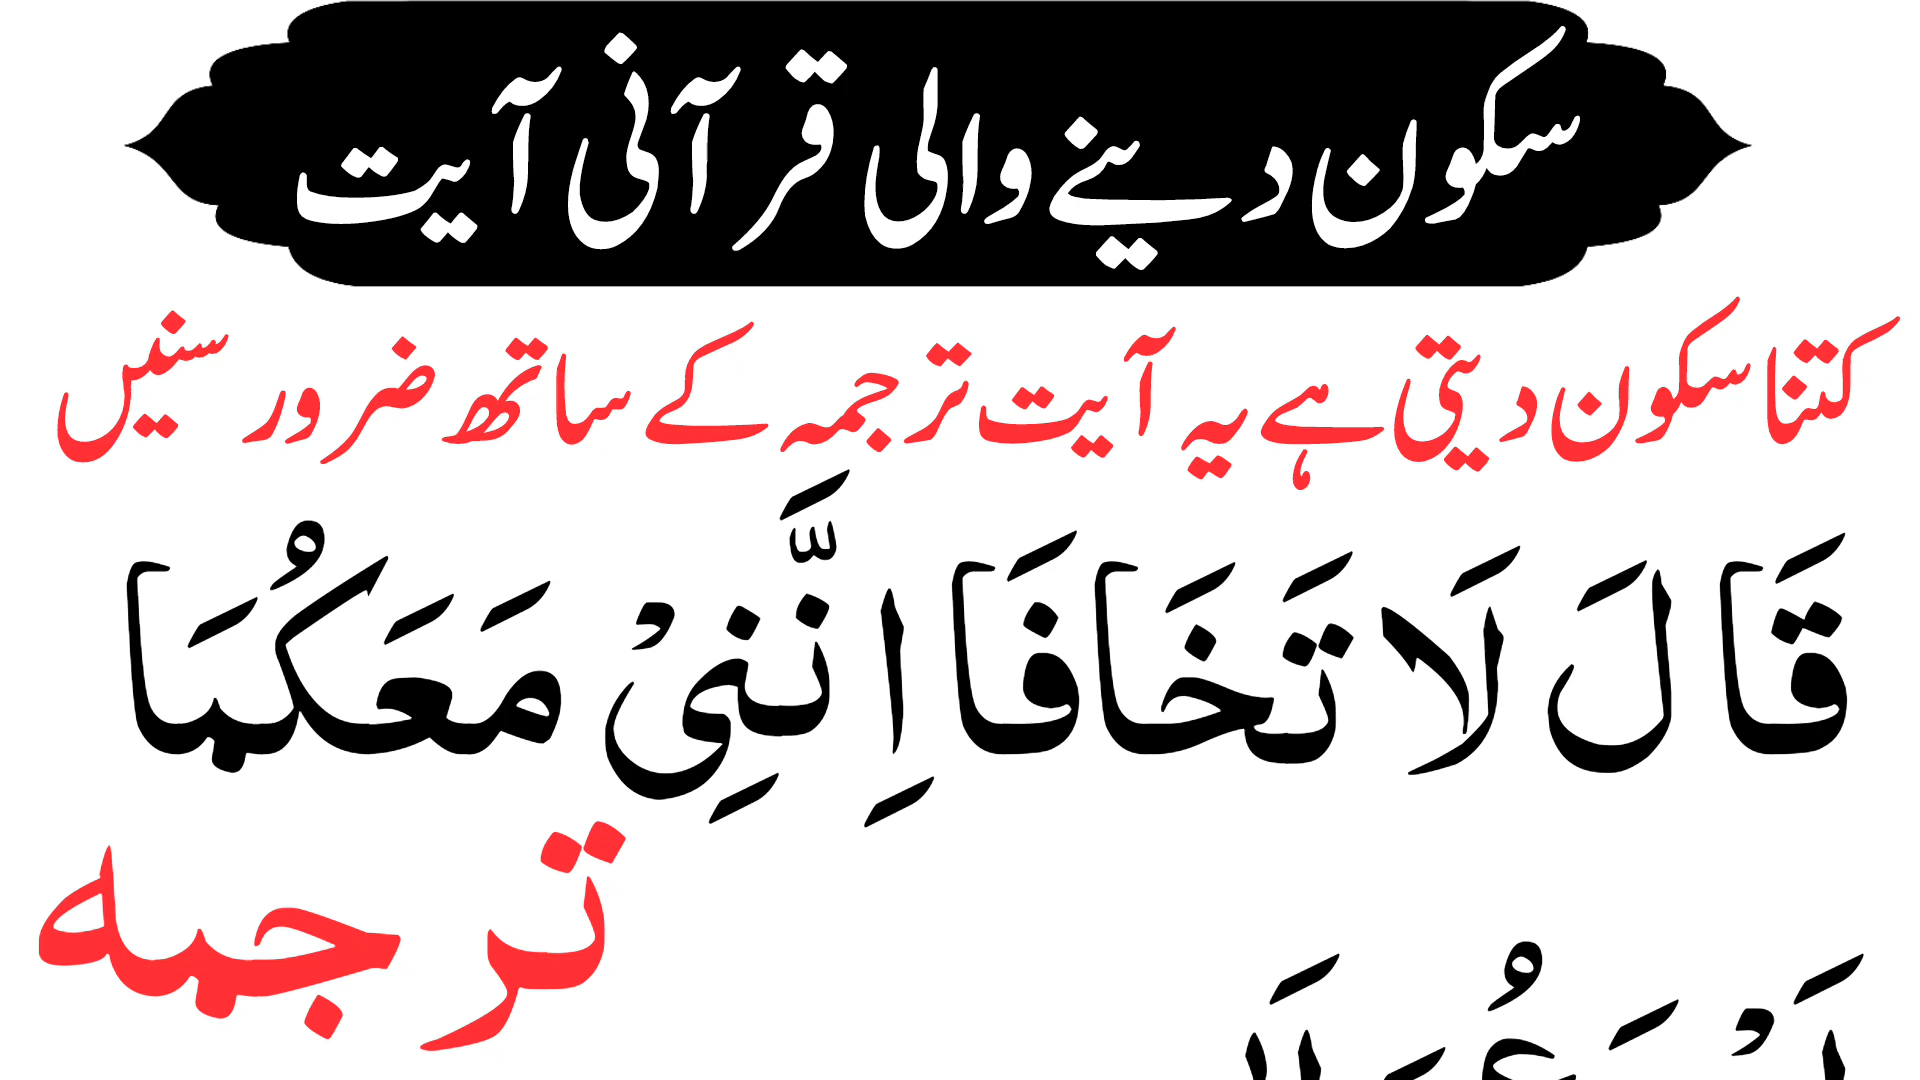 سکون دینے والی قرآنی آیت
کتنا سکون دیتی ہے یہ آیت ترجمہ کے ساتھ ضرور سنیں
قَالَ لَا تَخَافَا اِنَّنِیْ مَعَکُمَا
ترجمہ